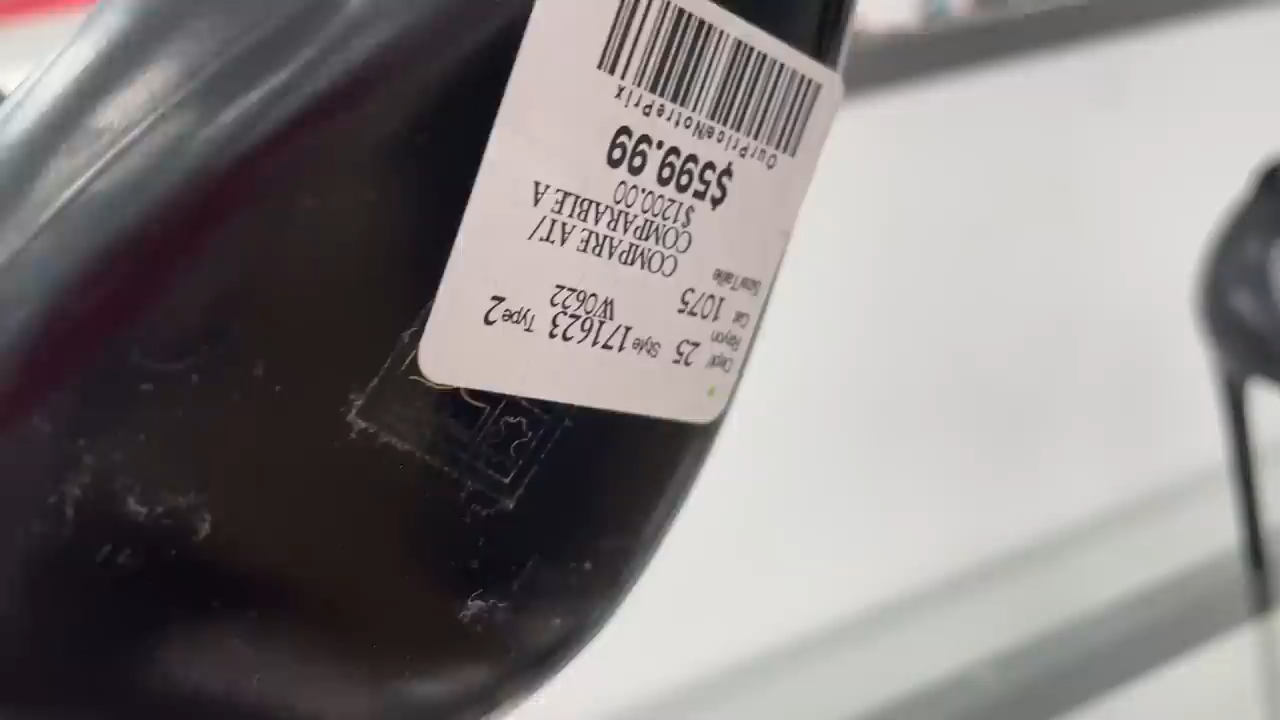 Dept/ Rayon 25 Style 171623 Type 2
Cat. 1075 W0622
Size/Taille
COMPARE AT/
COMPARABLE A
$1200.00
$599.99
OurPrice/NotrePrix